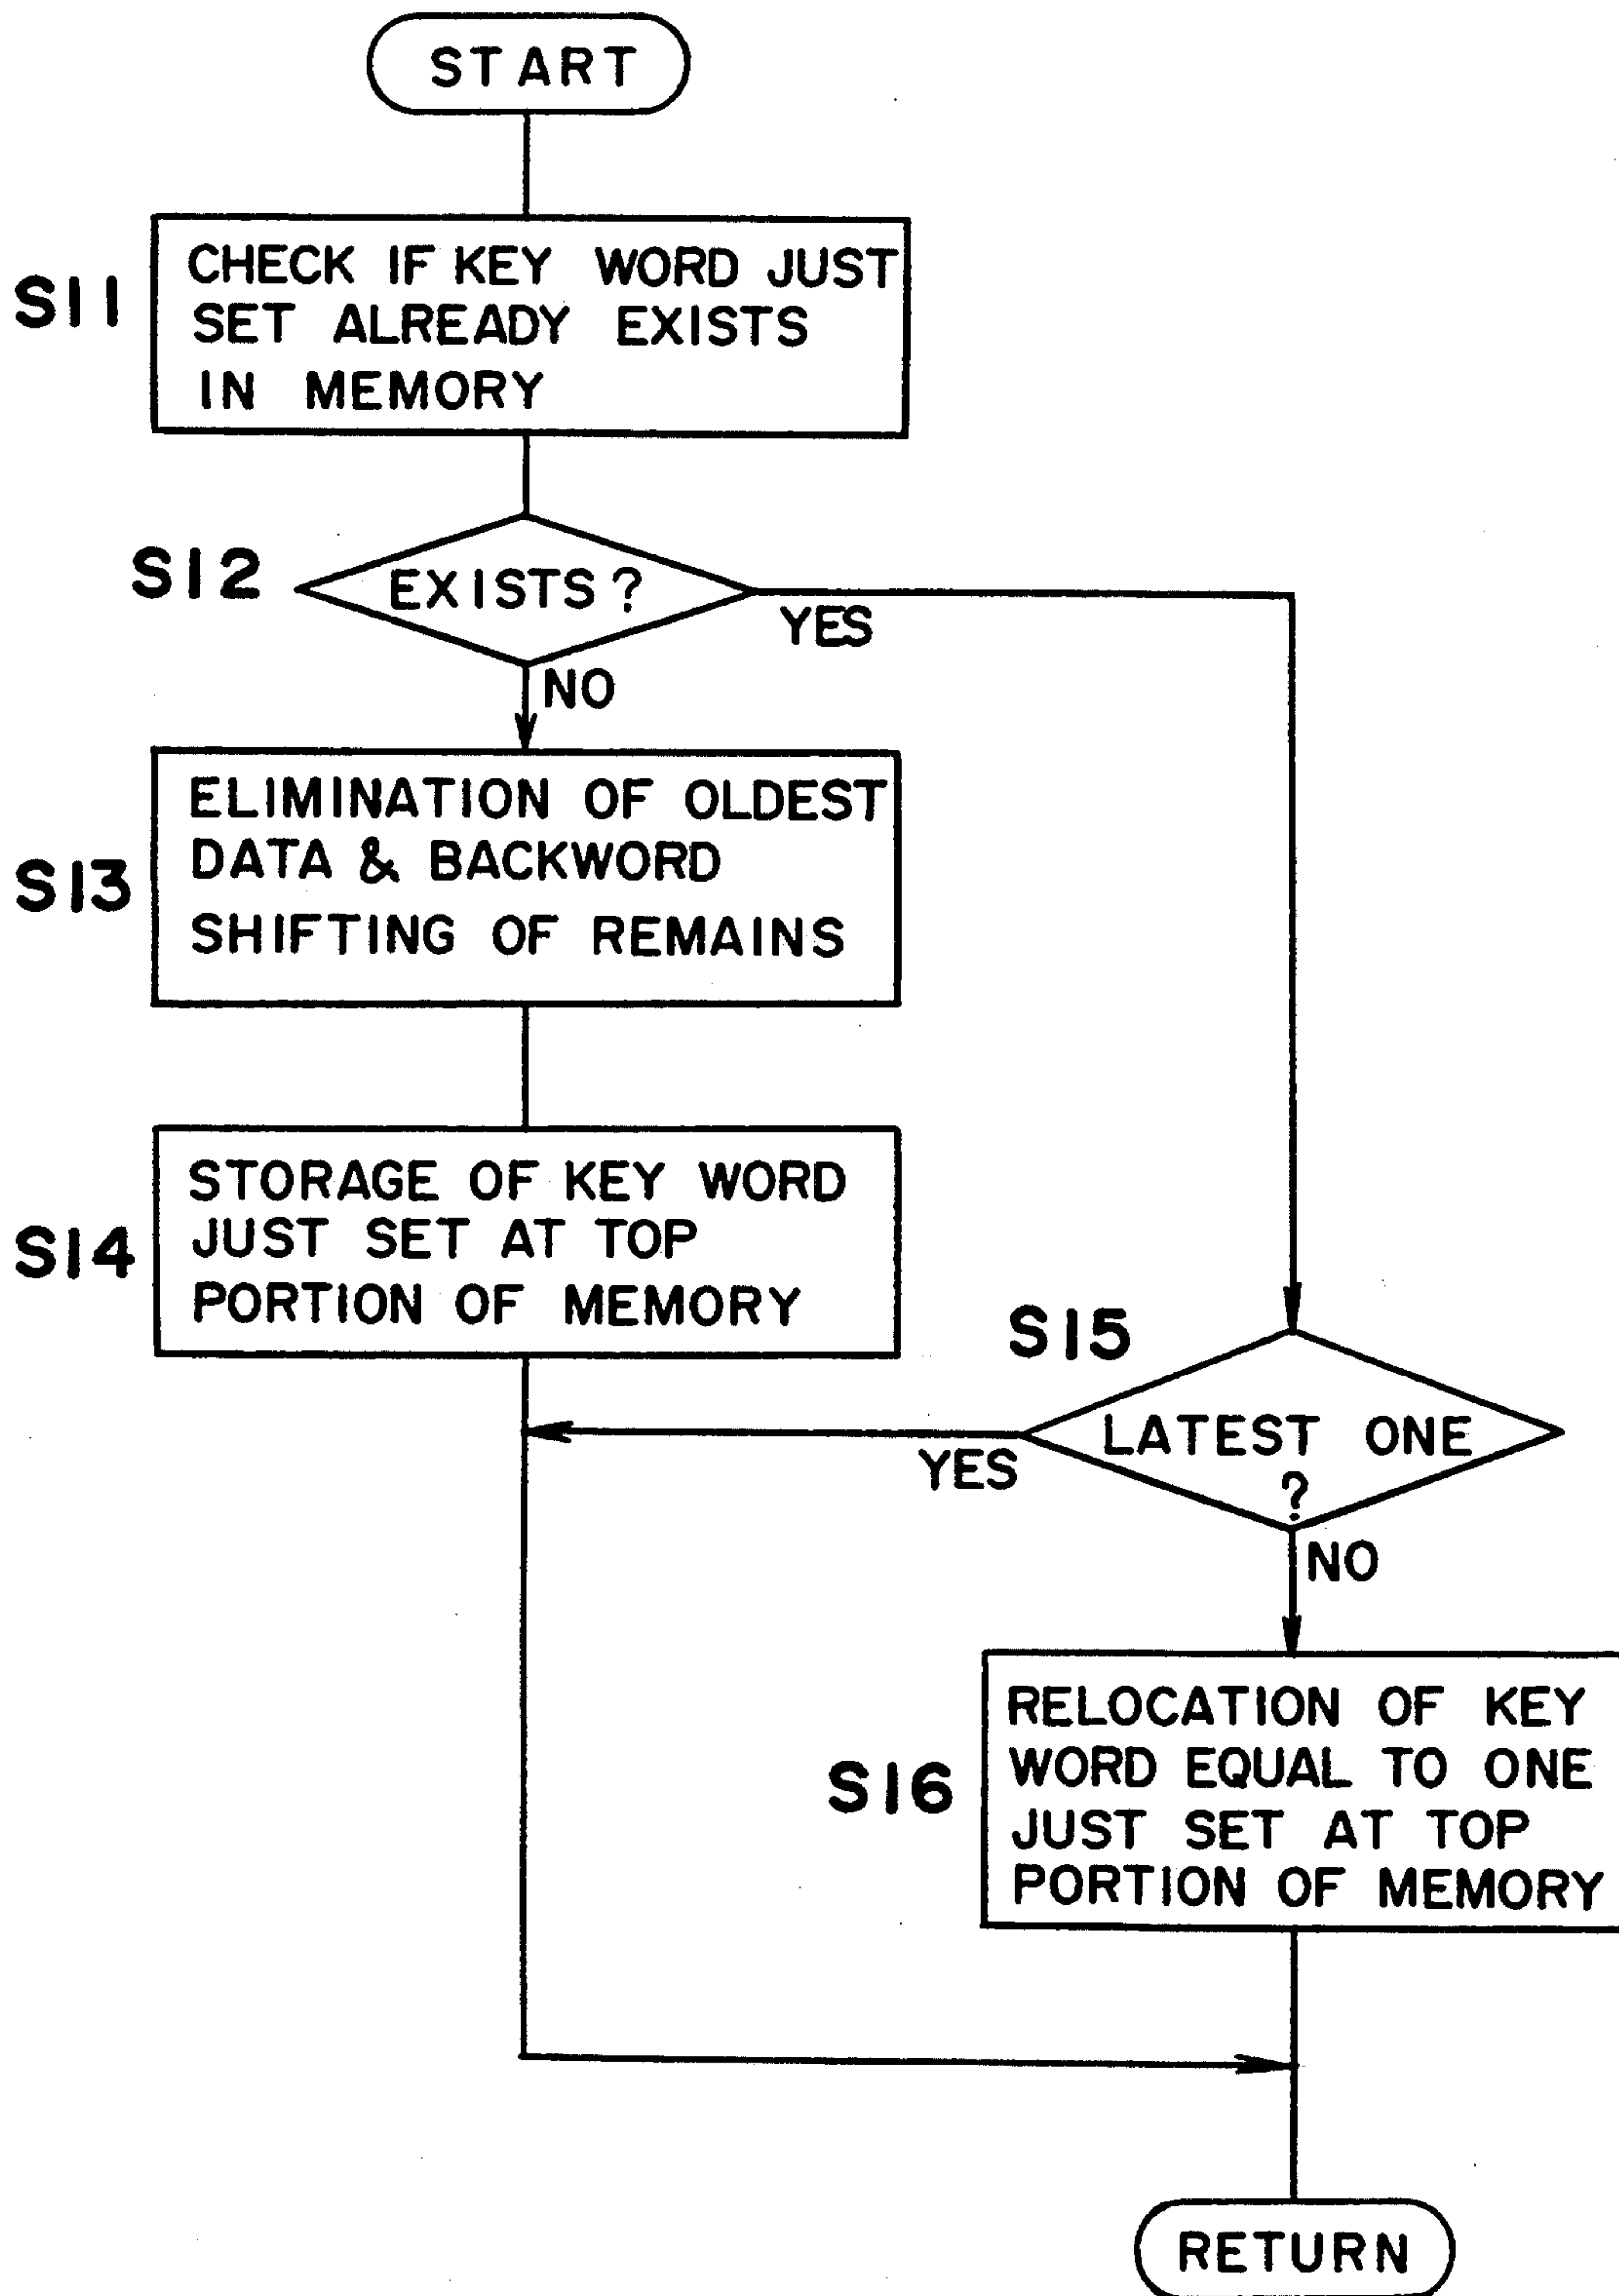 START
S11
CHECK IF KEY WORD JUST
SET ALREADY EXISTS
IN MEMORY
S12
EXISTS?
YES
NO
S13
ELIMINATION OF OLDEST
DATA & BACKWORD
SHIFTING OF REMAINS
S14
STORAGE OF KEY WORD
JUST SET AT TOP
PORTION OF MEMORY
S15
LATEST ONE
?
YES
NO
S16
RELOCATION OF KEY
WORD EQUAL TO ONE
JUST SET AT TOP
PORTION OF MEMORY
RETURN